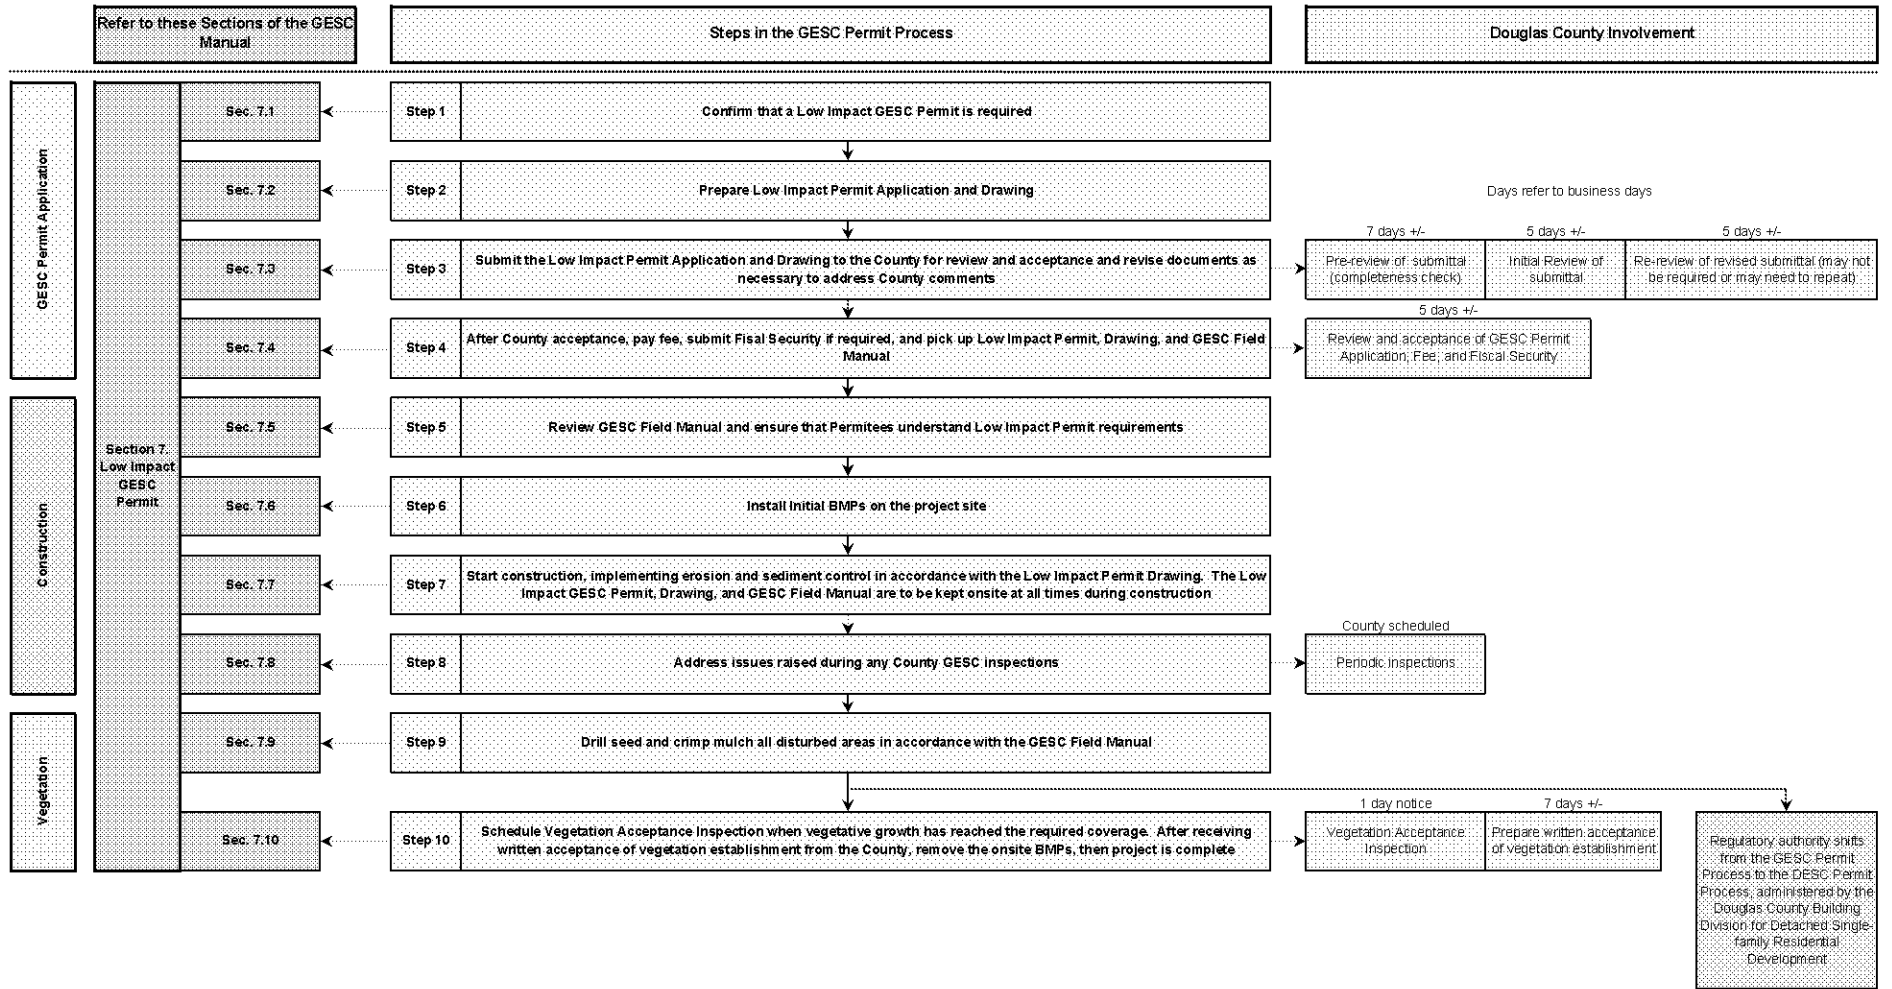 Refer to these Sections of the GESC
Manual
Steps in the GESC Permit Process
Douglas County Involvement
GESC Permit Application
Section 7.
Low Impact
GESC
Permit
Sec. 7.1
Step 1
Confirm that a Low Impact GESC Permit is required
Sec. 7.2
Step 2
Prepare Low Impact Permit Application and Drawing
Days refer to business days
Sec. 7.3
Step 3
Submit the Low Impact Permit Application and Drawing to the County for review and acceptance and revise documents as
necessary to address County comments
7 days +/-
Pre-review of submittal
(completeness check)
5 days +/-
Initial Review of
submittal
5 days +/-
Re-review of revised submittal (may not
be required or may need to repeat)
Sec. 7.4
Step 4
After County acceptance, pay fee, submit Fisal Security if required, and pick up Low Impact Permit, Drawing, and GESC Field
Manual
5 days +/-
Review and acceptance of GESC Permit
Application, Fee, and Fiscal Security
Construction
Sec. 7.5
Step 5
Review GESC Field Manual and ensure that Permitees understand Low Impact Permit requirements
Sec. 7.6
Step 6
Install Initial BMPs on the project site
Sec. 7.7
Step 7
Start construction, implementing erosion and sediment control in accordance with the Low Impact Permit Drawing. The Low
Impact GESC Permit, Drawing, and GESC Field Manual are to be kept onsite at all times during construction
Sec. 7.8
Step 8
Address issues raised during any County GESC inspections
County scheduled
Periodic inspections
Vegetation
Sec. 7.9
Step 9
Drill seed and crimp mulch all disturbed areas in accordance with the GESC Field Manual
Sec. 7.10
Step 10
Schedule Vegetation Acceptance Inspection when vegetative growth has reached the required coverage. After receiving
written acceptance of vegetation establishment from the County, remove the onsite BMPs, then project is complete
1 day notice
Vegetation Acceptance
Inspection
7 days +/-
Prepare written acceptance
of vegetation establishment
Regulatory authority shifts
from the GESC Permit
Process to the DESC Permit
Process, administered by the
Douglas County Building
Division for Detached Single-
family Residential
Development